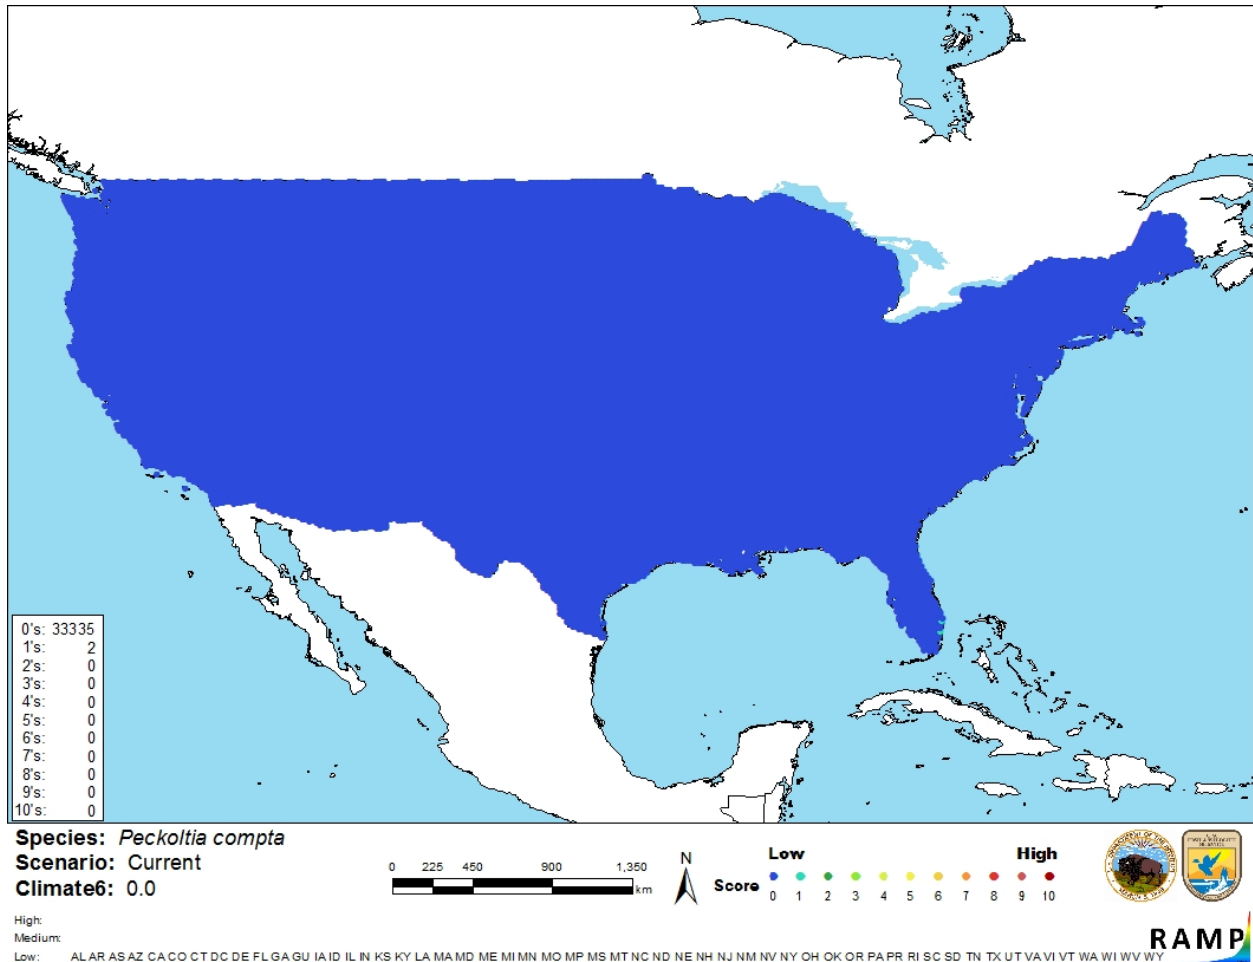 0's: 33335
1's: 2
2's: 0
3's: 0
4's: 0
5's: 0
6's: 0
7's: 0
8's: 0
9's: 0
10's: 0
Species: Peckoltia compta
Scenario: Current
Climate6: 0.0
0 225 450 900 1,350
km
N
Low High
Score
0 1 2 3 4 5 6 7 8 9 10
High:
Medium:
Low: AL AR AS AZ CA CO CT DC DE FL GA GU IA ID IL IN KS KY LA MA MD ME MI MN MO MP MS MT NC ND NE NH NJ NM NV NY OH OK OR PA PR RI SC SD TN TX UT VA VI VT WA WI WV WY
RAMP